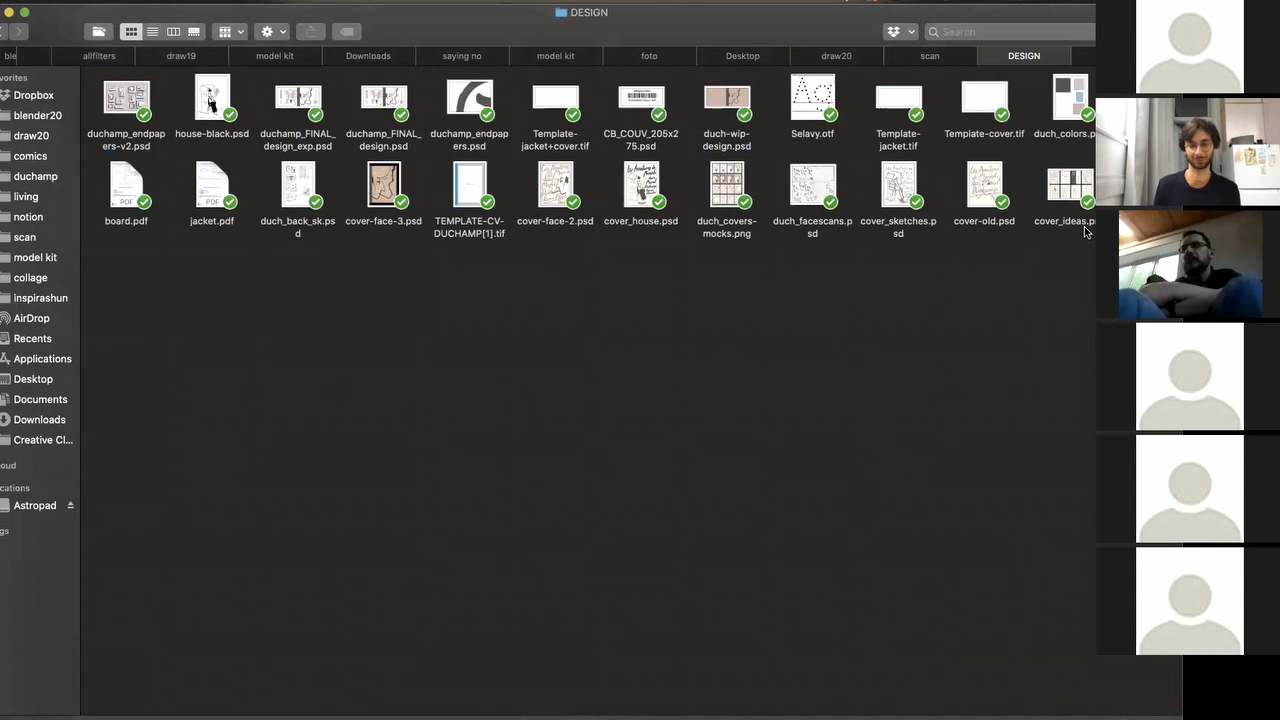 DESIGN
Search
ble
allfilters
draw19
model kit
Downloads
saying no
model kit
foto
Desktop
draw20
scan
DESIGN
vorites
Dropbox
blender20
draw20
comics
duchamp
living
notion
scan
model kit
collage
inspirashun
AirDrop
Recents
Applications
Desktop
Documents
Downloads
Creative Cl...
oud
cations
Astropad
gs
duchamp_endpap
ers-v2.psd
house-black.psd
duchamp_FINAL_
design_exp.psd
duchamp_FINAL_
design.psd
duchamp_endpap
ers.psd
Template-
jacket+cover.tif
CB_COUV_205x2
75.psd
duch-wip-
design.psd
Selavy.otf
Template-
jacket.tif
Template-cover.tif
duch_colors.p
board.pdf
jacket.pdf
duch_back_sk.ps
d
cover-face-3.psd
TEMPLATE-CV-
DUCHAMP[1].tif
cover-face-2.psd
cover_house.psd
duch_covers-
mocks.png
duch_facescans.p
sd
cover_sketches.p
sd
cover-old.psd
cover_ideas.p
PDF
PDF